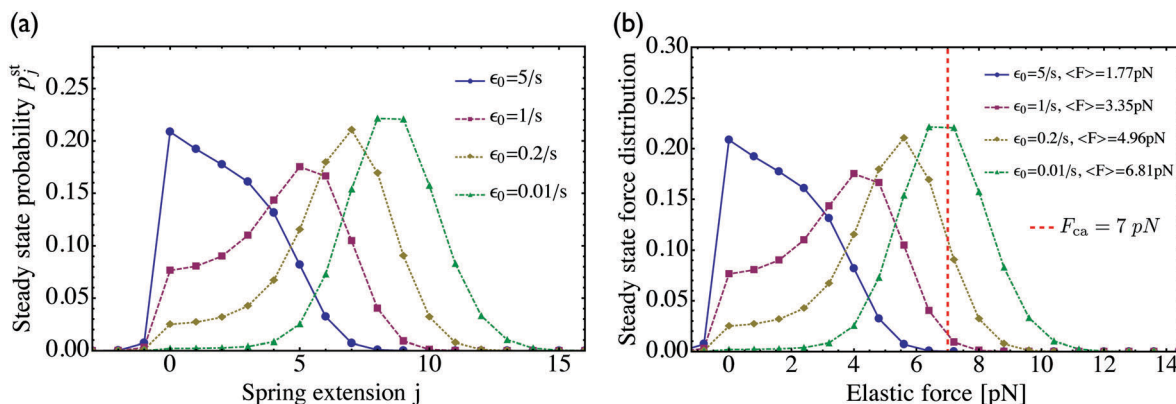 (a)
Steady state probability p_j^st
0.25
0.20
0.15
0.10
0.05
0.00
0 5 10 15
Spring extension j
ϵ₀=5/s
ϵ₀=1/s
ϵ₀=0.2/s
ϵ₀=0.01/s
(b)
Steady state force distribution
0.30
0.25
0.20
0.15
0.10
0.05
0.00
0 2 4 6 8 10 12 14
Elastic force [pN]
ϵ₀=5/s, <F>=1.77pN
ϵ₀=1/s, <F>=3.35pN
ϵ₀=0.2/s, <F>=4.96pN
ϵ₀=0.01/s, <F>=6.81pN
F_ca = 7 pN